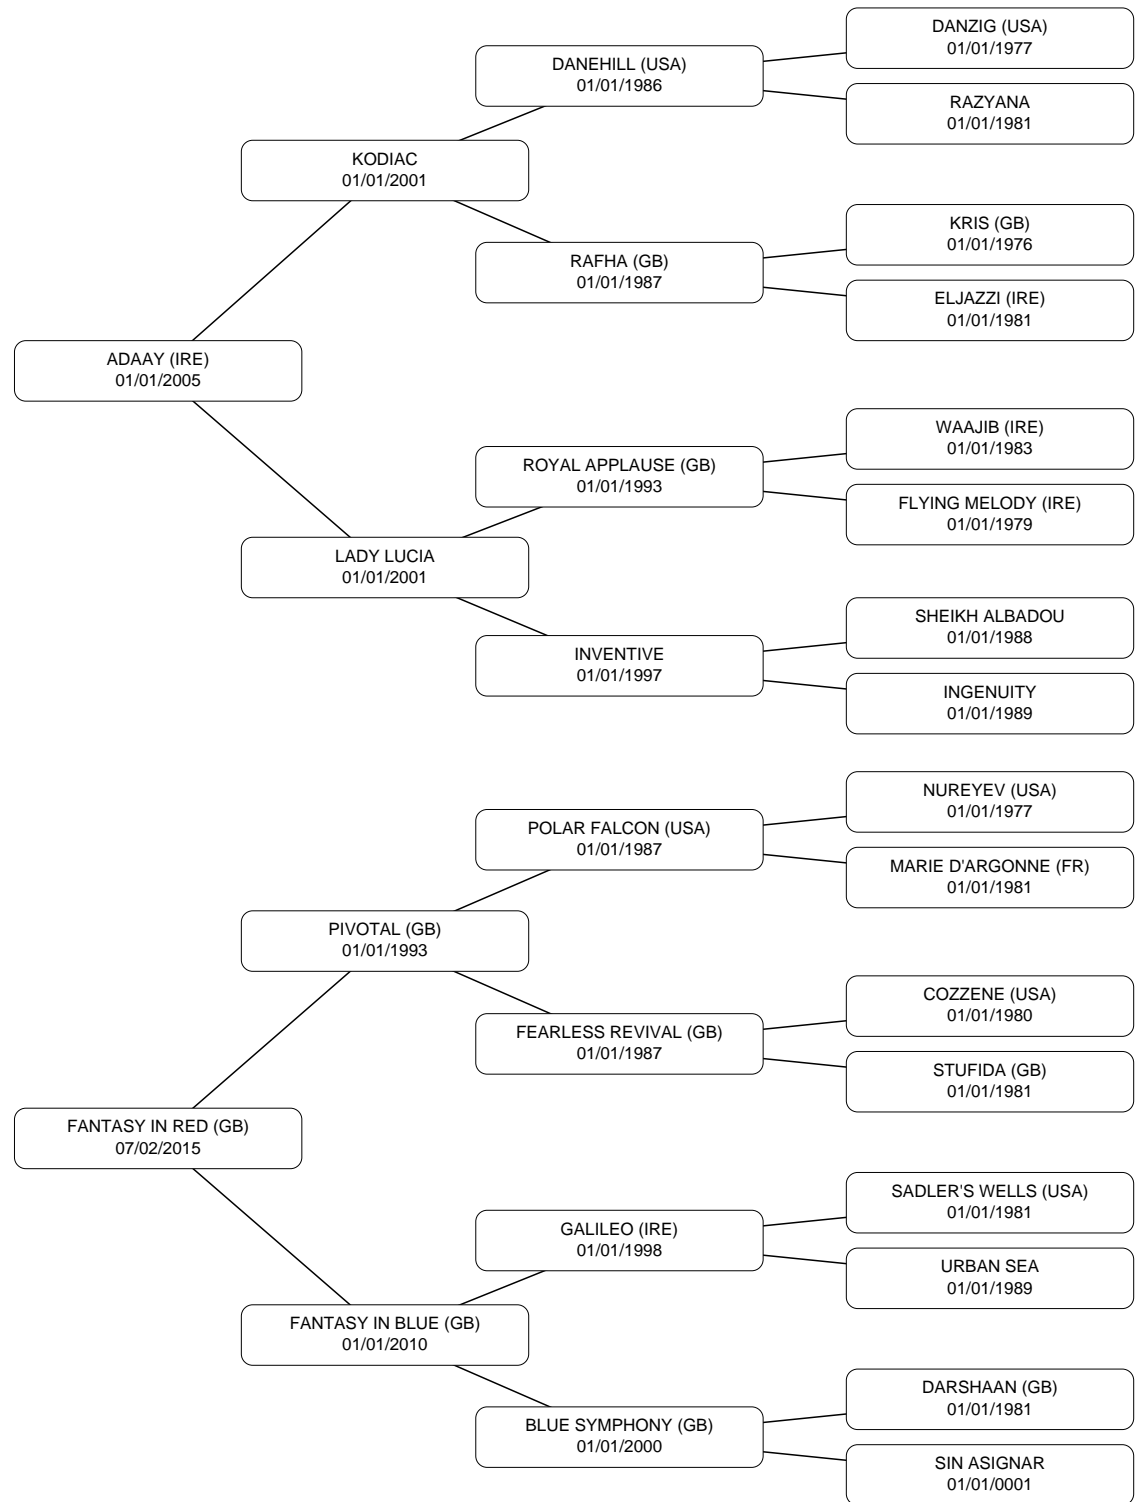 DANZIG (USA)
01/01/1977
DANEHILL (USA)
01/01/1986
RAZYANA
01/01/1981
KODIAC
01/01/2001
KRIS (GB)
01/01/1976
RAFHA (GB)
01/01/1987
ELJAZZI (IRE)
01/01/1981
ADAAY (IRE)
01/01/2005
WAAJIB (IRE)
01/01/1983
ROYAL APPLAUSE (GB)
01/01/1993
FLYING MELODY (IRE)
01/01/1979
LADY LUCIA
01/01/2001
SHEIKH ALBADOU
01/01/1988
INVENTIVE
01/01/1997
INGENUITY
01/01/1989
NUREYEV (USA)
01/01/1977
POLAR FALCON (USA)
01/01/1987
MARIE D'ARGONNE (FR)
01/01/1981
PIVOTAL (GB)
01/01/1993
COZZENE (USA)
01/01/1980
FEARLESS REVIVAL (GB)
01/01/1987
STUFIDA (GB)
01/01/1981
FANTASY IN RED (GB)
07/02/2015
SADLER'S WELLS (USA)
01/01/1981
GALILEO (IRE)
01/01/1998
URBAN SEA
01/01/1989
FANTASY IN BLUE (GB)
01/01/2010
DARSHAAN (GB)
01/01/1981
BLUE SYMPHONY (GB)
01/01/2000
SIN ASIGNAR
01/01/0001